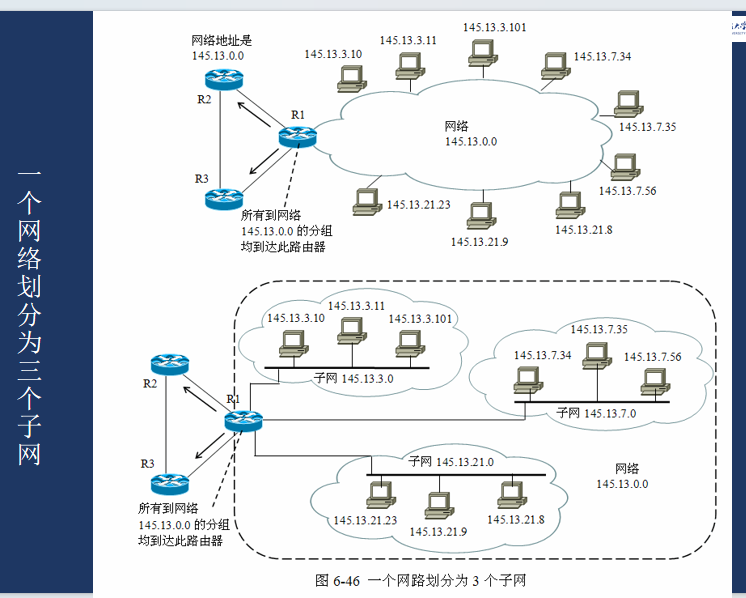 一个网络划分为三个子网
网络地址是
145.13.0.0
R2
R1
R3
145.13.3.10
145.13.3.11
145.13.3.101
145.13.7.34
145.13.7.35
145.13.7.56
网络
145.13.0.0
145.13.21.23
145.13.21.9
145.13.21.8
所有到网络
145.13.0.0 的分组
均到达此路由器
145.13.3.10
145.13.3.11
145.13.3.101
子网 145.13.3.0
145.13.7.34
145.13.7.35
145.13.7.56
子网 145.13.7.0
R2
R1
R3
子网 145.13.21.0
145.13.21.23
145.13.21.9
145.13.21.8
网络
145.13.0.0
所有到网络
145.13.0.0 的分组
均到达此路由器
图 6-46 一个网路划分为 3 个子网